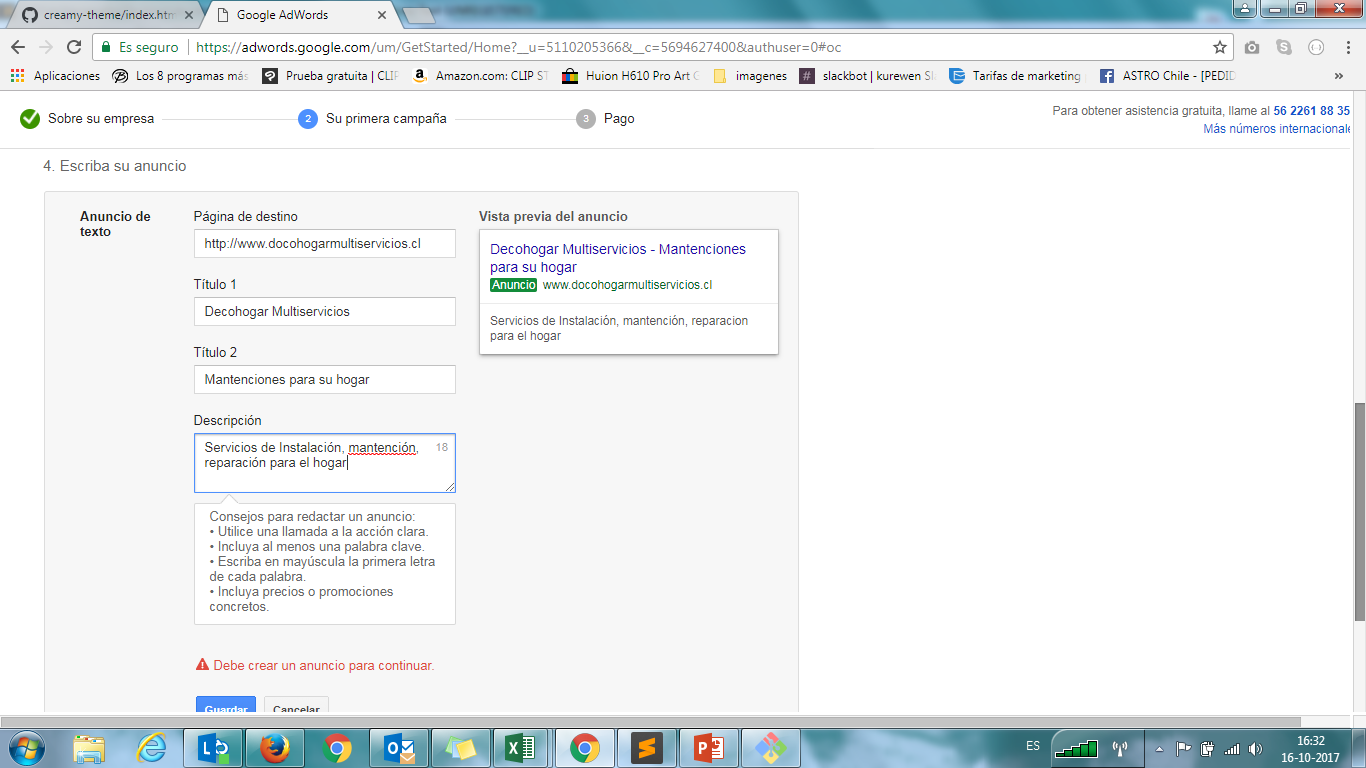 creamy-theme/index.htm
Google AdWords
Es seguro
https://adwords.google.com/um/GetStarted/Home?__u=5110205366&__c=5694627400&authuser=0#oc
Aplicaciones
Los 8 programas más
Prueba gratuita | CLIP
Amazon.com: CLIP ST
Huion H610 Pro Art G
imagenes
slackbot | kurewen Sl
Tarifas de marketing
ASTRO Chile - [PEDID
»
Sobre su empresa
2 Su primera campaña
3 Pago
Para obtener asistencia gratuita, llame al 56 2261 88 35
Más números internacionale
4. Escriba su anuncio
Anuncio de
texto
Página de destino
http://www.docohogarmultiservicios.cl
Título 1
Decohogar Multiservicios
Título 2
Mantenciones para su hogar
Descripción
Servicios de Instalación, mantención,
reparación para el hogar
18
Consejos para redactar un anuncio:
• Utilice una llamada a la acción clara.
• Incluya al menos una palabra clave.
• Escriba en mayúscula la primera letra
de cada palabra.
• Incluya precios o promociones
concretos.
Debe crear un anuncio para continuar.
Guardar
Cancelar
Vista previa del anuncio
Decohogar Multiservicios - Mantenciones
para su hogar
Anuncio www.docohogarmultiservicios.cl
Servicios de Instalación, mantención, reparacion
para el hogar
ES
16:32
16-10-2017